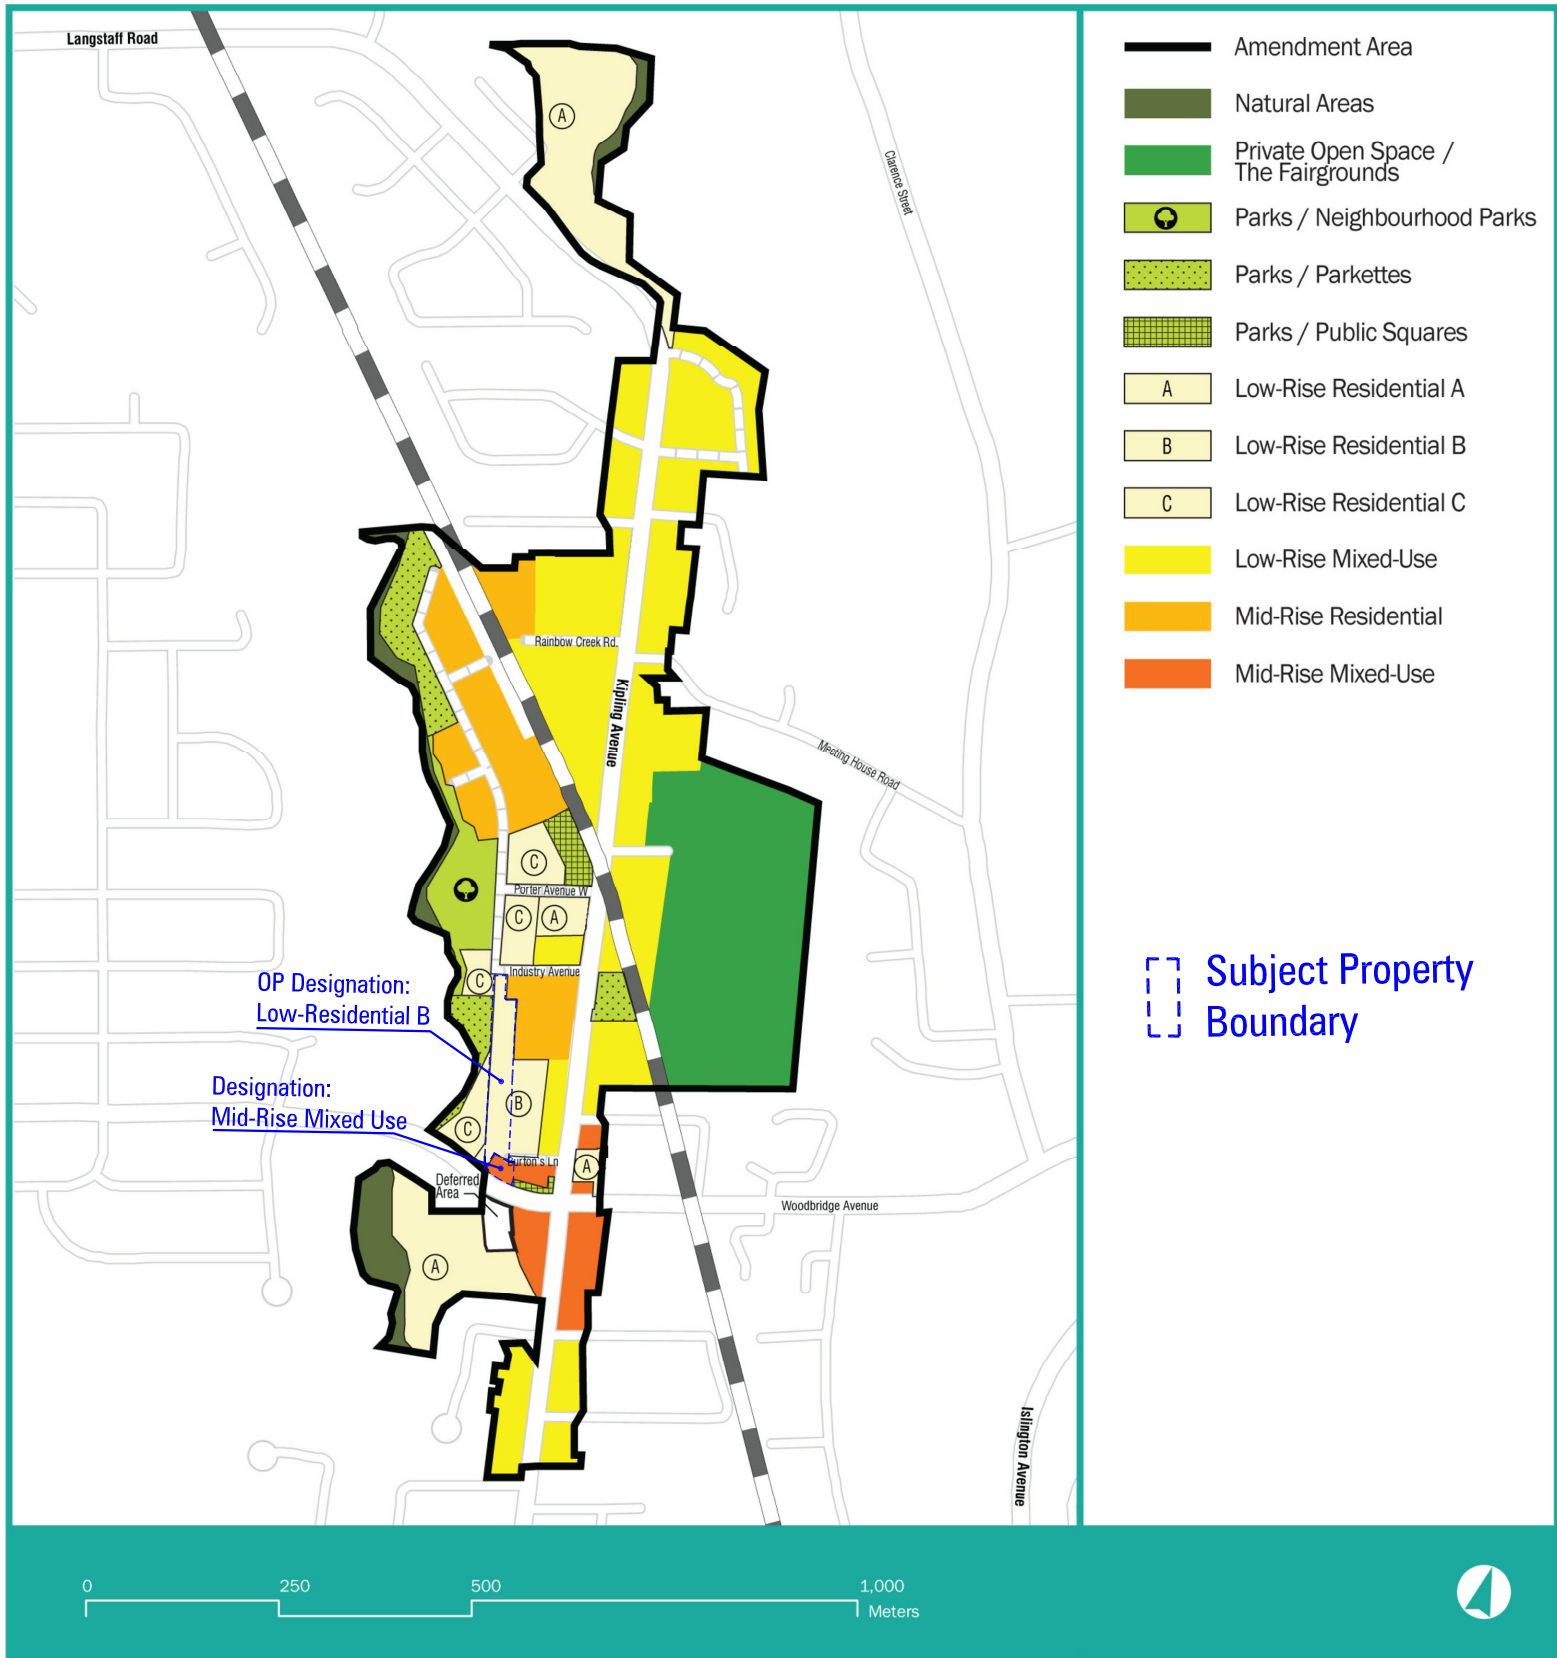 Langstaff Road
Clarence Street
A
Rainbow Creek Rd.
Kipling Avenue
Meeting House Road
C
Porter Avenue W
C
A
Industry Avenue
C
OP Designation:
Low-Residential B
Designation:
Mid-Rise Mixed Use
B
C
Burton's Ln
A
Deferred
Area
Woodbridge Avenue
A
Islington Avenue
Amendment Area
Natural Areas
Private Open Space /
The Fairgrounds
Parks / Neighbourhood Parks
Parks / Parkettes
Parks / Public Squares
A Low-Rise Residential A
B Low-Rise Residential B
C Low-Rise Residential C
Low-Rise Mixed-Use
Mid-Rise Residential
Mid-Rise Mixed-Use
Subject Property
Boundary
0 250 500 1,000
Meters